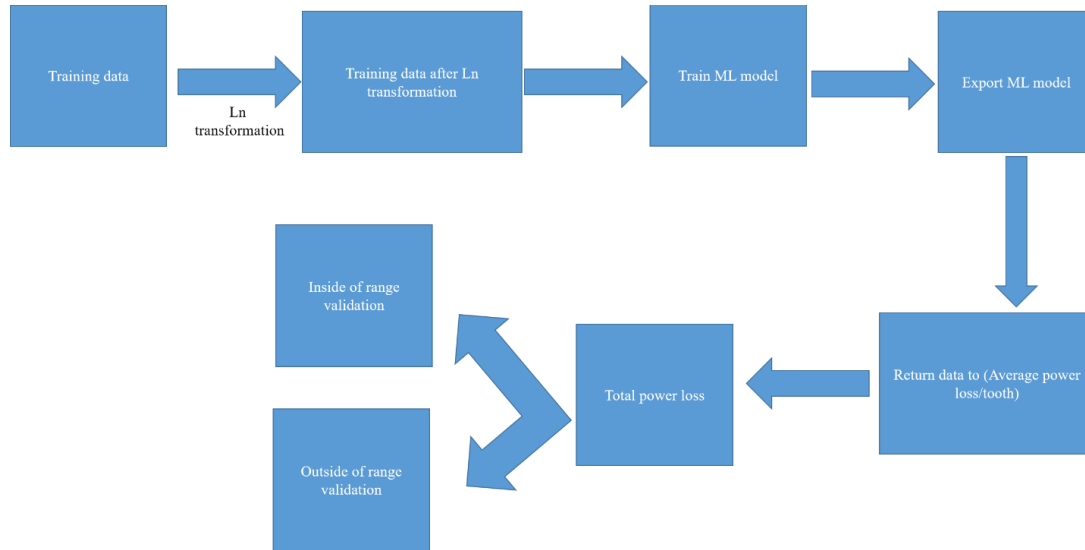 Training data
Ln
transformation
Training data after Ln
transformation
Train ML model
Export ML model
Return data to (Average power
loss/tooth)
Total power loss
Inside of range
validation
Outside of range
validation